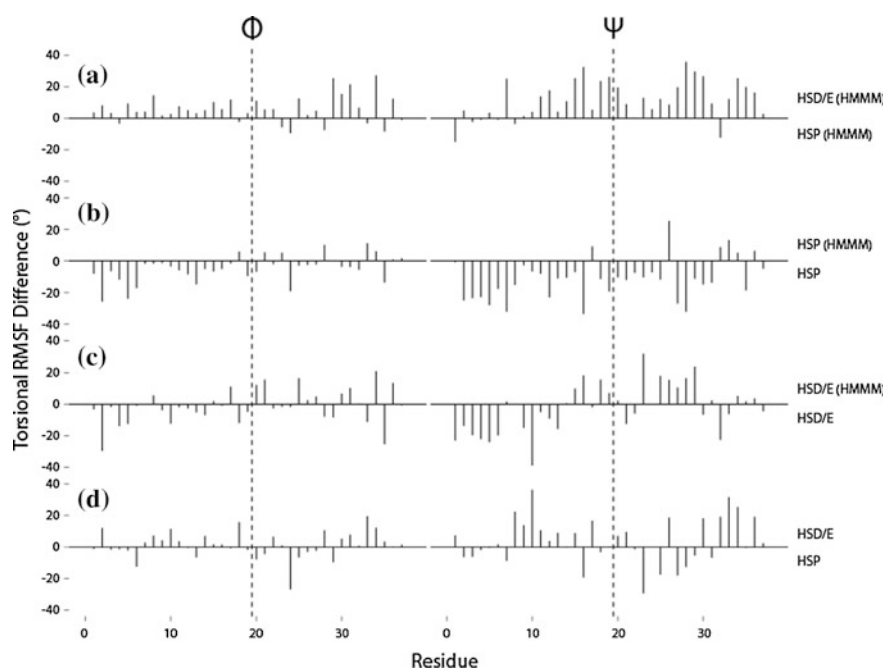 Φ Ψ
40
(a)
20
HSD/E (HMMM)
0
HSP (HMMM)
-20
40
(b)
20
HSP (HMMM)
0
HSP
-20
-40
40
(c)
20
HSD/E (HMMM)
0
HSD/E
-20
-40
40
(d)
20
HSD/E
0
HSP
-20
-40
0 10 20 30 0 10 20 30
Residue
Torsional RMSF Difference (°)